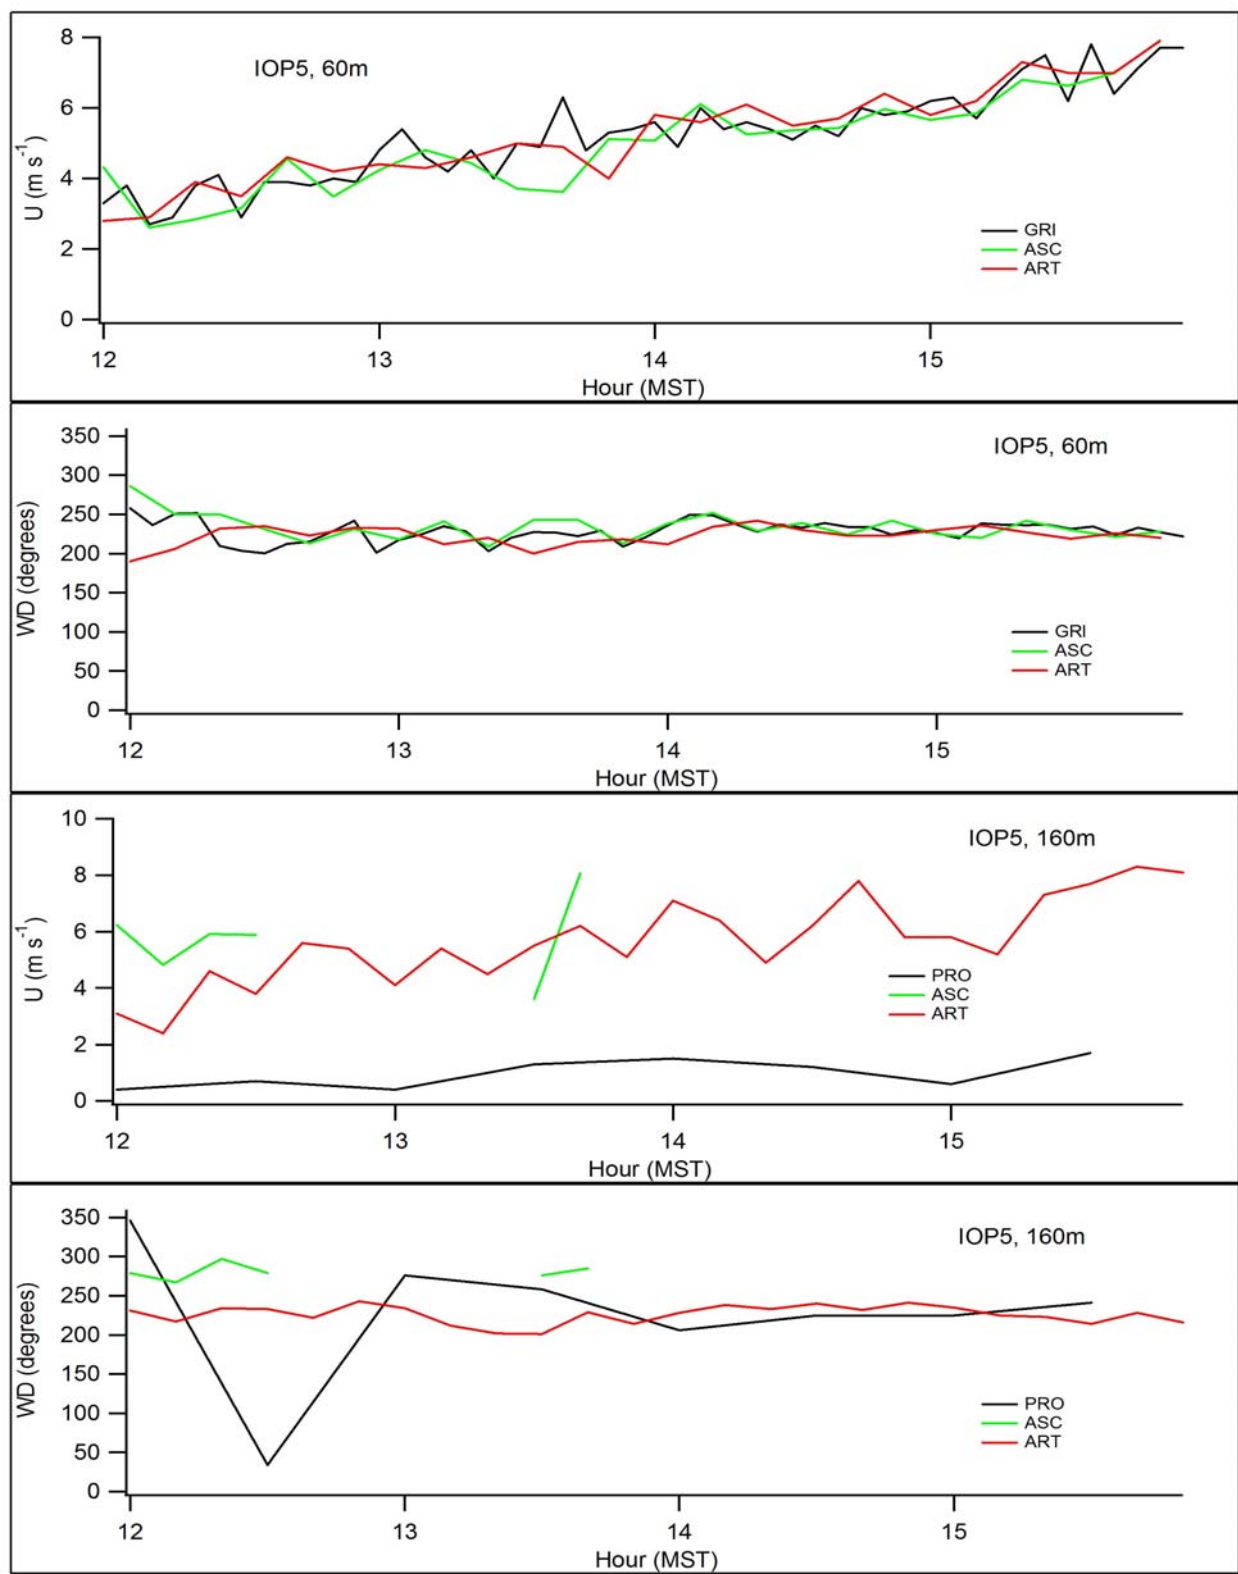 8
IOP5, 60m
6
4
2
0
U (m s⁻¹)
GRI
ASC
ART
12 13 14 15
Hour (MST)
350
IOP5, 60m
300
250
200
150
100
50
0
WD (degrees)
GRI
ASC
ART
12 13 14 15
Hour (MST)
10
IOP5, 160m
8
6
4
2
0
U (m s⁻¹)
PRO
ASC
ART
12 13 14 15
Hour (MST)
350
IOP5, 160m
300
250
200
150
100
50
0
WD (degrees)
PRO
ASC
ART
12 13 14 15
Hour (MST)